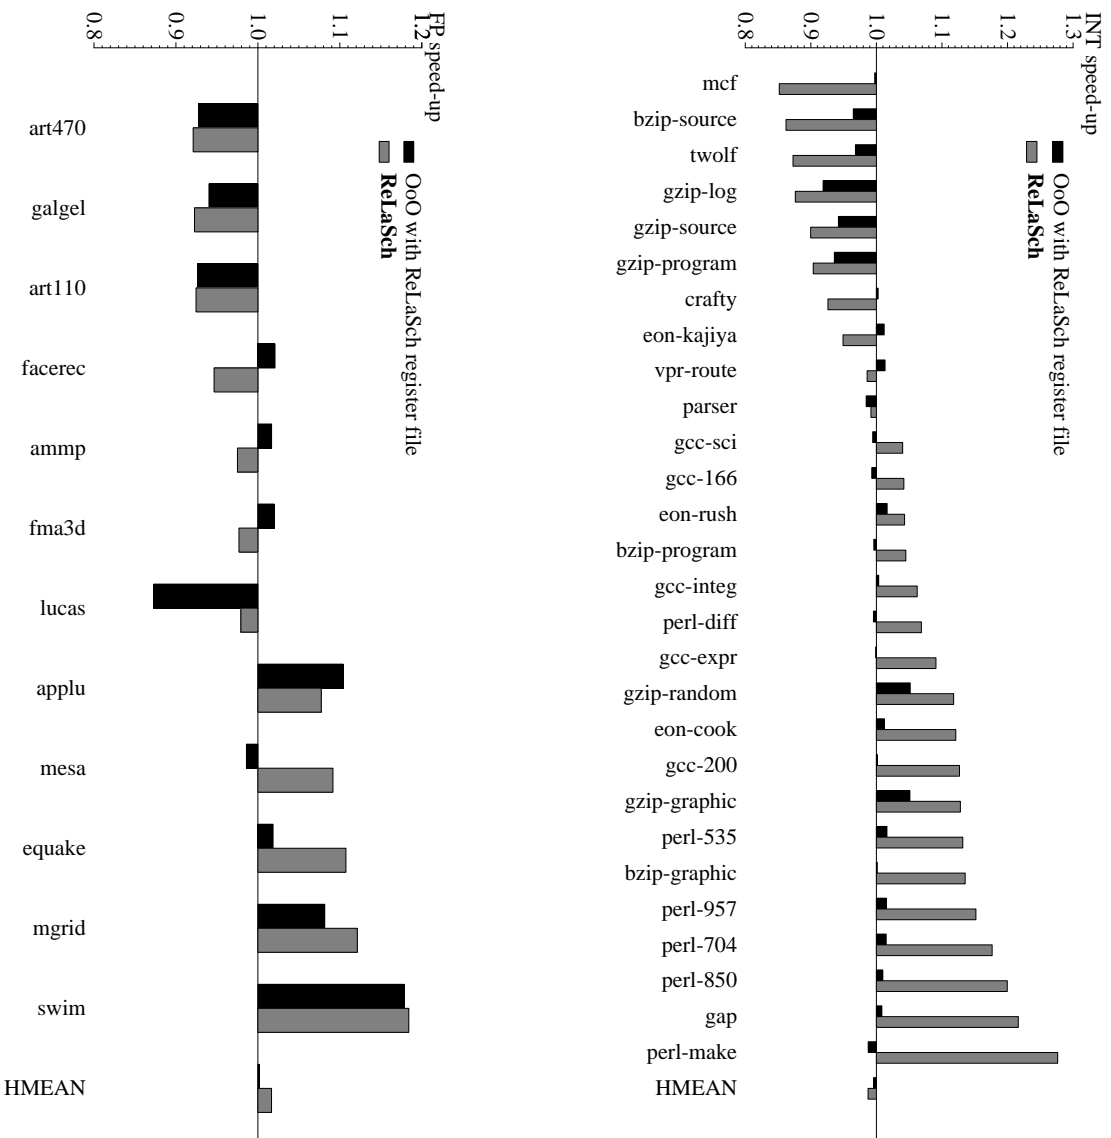 INT speed-up
0.8
0.9
1.0
1.1
1.2
1.3
OoO with ReLaSch register file
ReLaSch
mcf
bzip-source
twolf
gzip-log
gzip-source
gzip-program
crafty
eon-kajiya
vpr-route
parser
gcc-sci
gcc-166
eon-rush
bzip-program
gcc-integ
perl-diff
gcc-expr
gzip-random
eon-cook
gcc-200
gzip-graphic
perl-535
bzip-graphic
perl-957
perl-704
perl-850
gap
perl-make
HMEAN
FP speed-up
0.8
0.9
1.0
1.1
1.2
OoO with ReLaSch register file
ReLaSch
art470
galgel
art110
facerec
ammp
fma3d
lucas
applu
mesa
equake
mgrid
swim
HMEAN